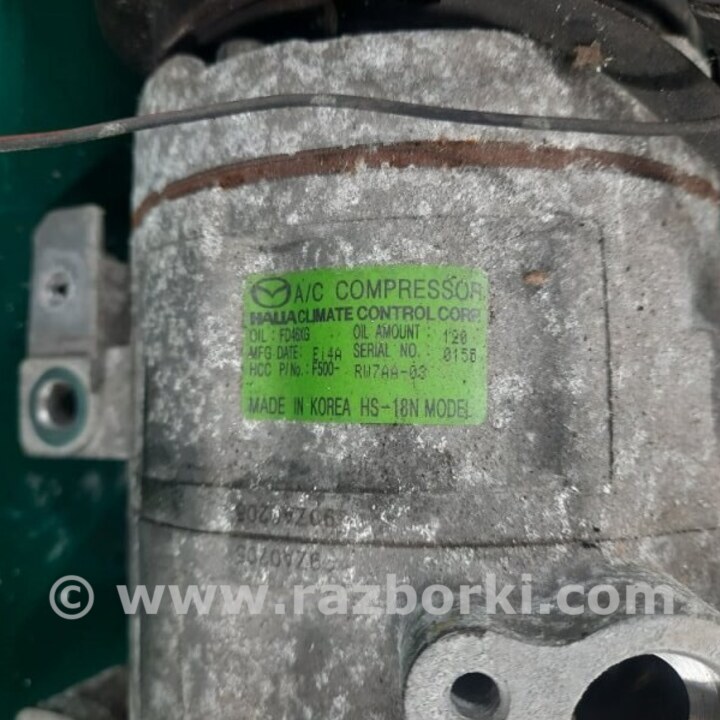 A/C COMPRESSOR
HALLA CLIMATE CONTROL CORP.
OIL : FD46XG OIL AMOUNT : 120
MFG DATE: E14A SERIAL NO. : 0156
HCC P/No.: F500- RW7AA-03
MADE IN KOREA HS-18N MODEL
© www.razborki.com